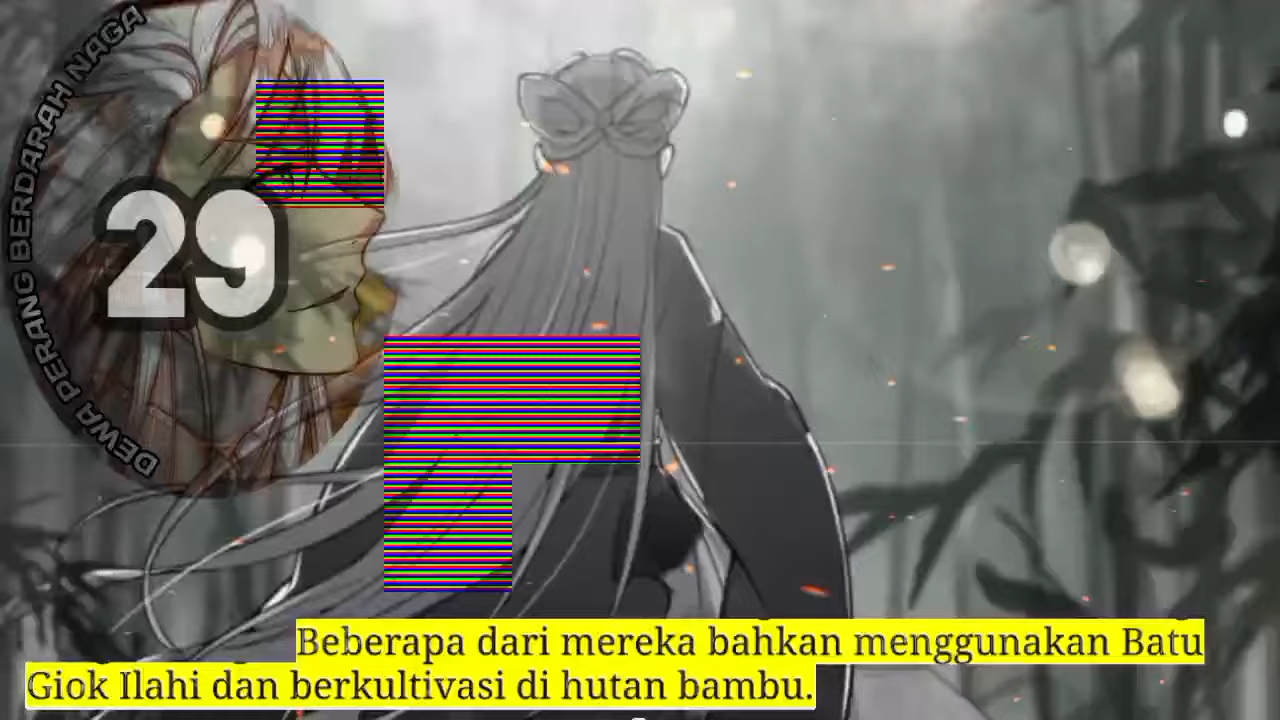 DEWA PERANG BERDARAH NAGA
29
Beberapa dari mereka bahkan menggunakan Batu
Giok Ilahi dan berkultivasi di hutan bambu.